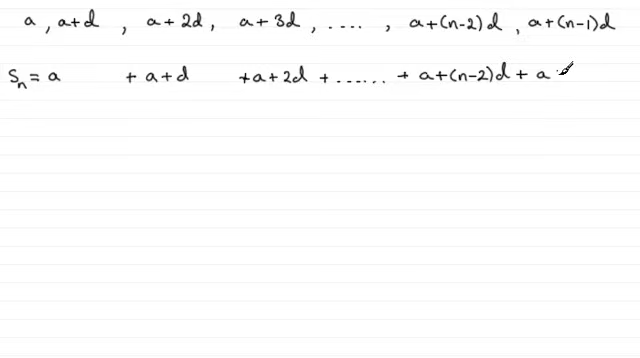 a , a+d , a+2d , a+3d , .... , a+(n-2)d , a+(n-1)d
Sn = a + a+d + a+2d + ...... + a+(n-2)d + a